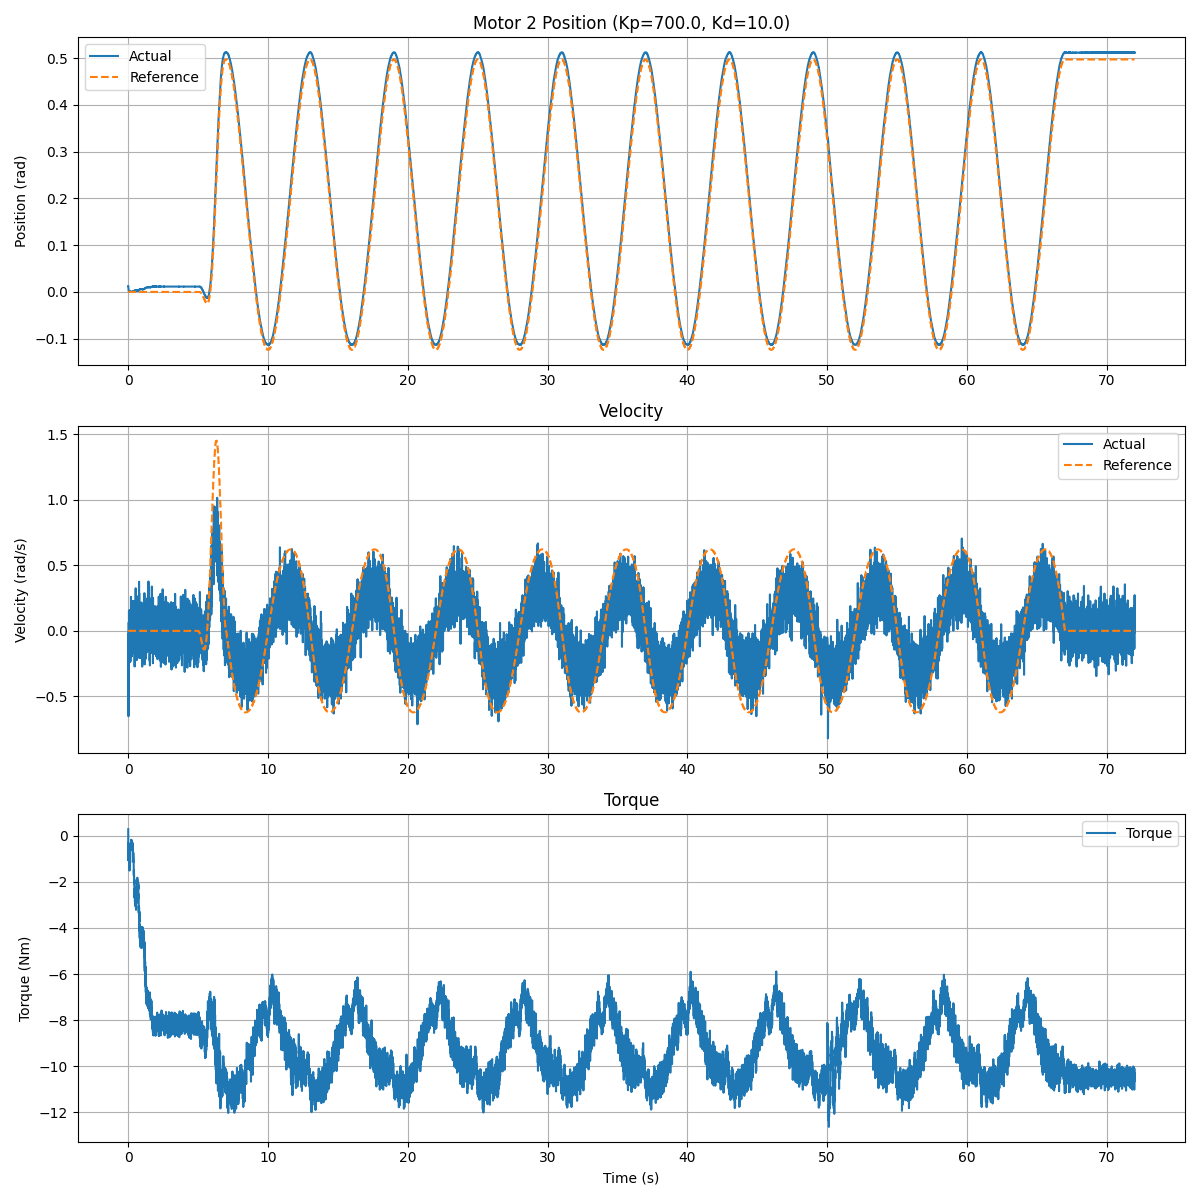 Motor 2 Position (Kp=700.0, Kd=10.0)
Actual
Reference
Position (rad)
0.5
0.4
0.3
0.2
0.1
0.0
−0.1
0 10 20 30 40 50 60 70
Velocity
Actual
Reference
Velocity (rad/s)
1.5
1.0
0.5
0.0
−0.5
0 10 20 30 40 50 60 70
Torque
Torque
Torque (Nm)
0
−2
−4
−6
−8
−10
−12
0 10 20 30 40 50 60 70
Time (s)